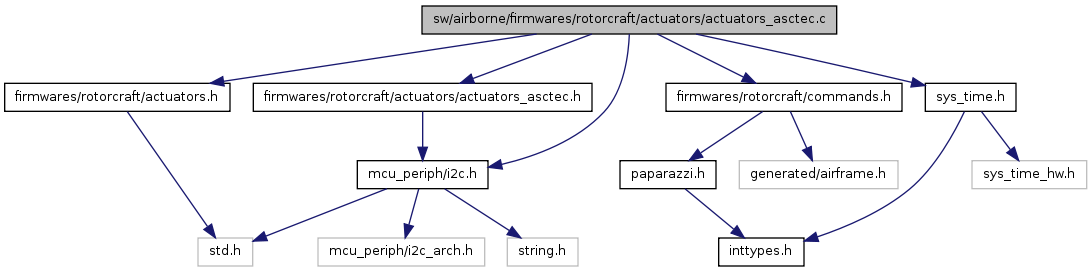 sw/airborne/firmwares/rotorcraft/actuators/actuators_asctec.c
firmwares/rotorcraft/actuators.h
firmwares/rotorcraft/actuators/actuators_asctec.h
firmwares/rotorcraft/commands.h
sys_time.h
mcu_periph/i2c.h
paparazzi.h
generated/airframe.h
sys_time_hw.h
std.h
mcu_periph/i2c_arch.h
string.h
inttypes.h